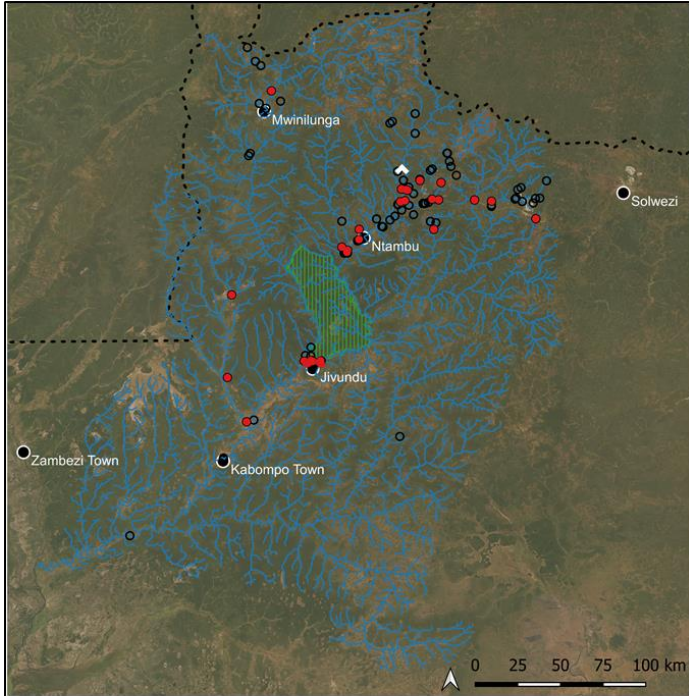 Mwinilunga
Solwezi
Ntambu
Jivundu
Zambezi Town
Kabompo Town
0 25 50 75 100 km